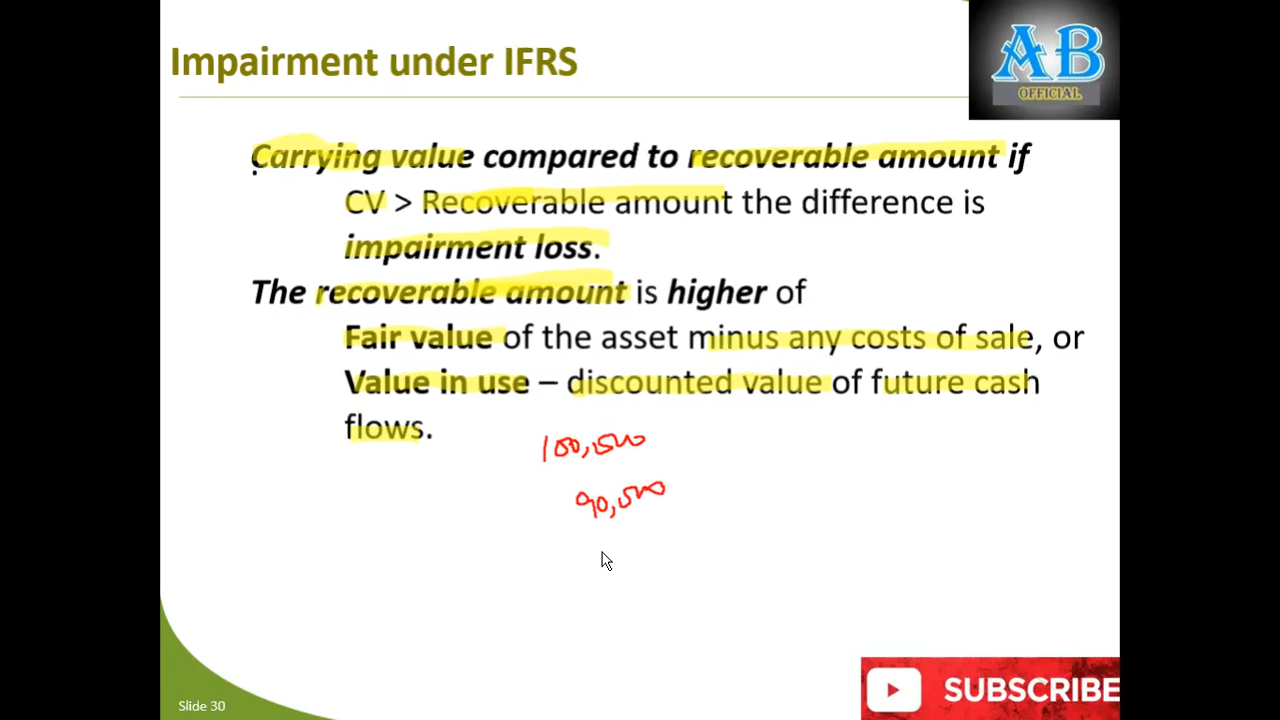 Impairment under IFRS
AB
OFFICIAL
Carrying value compared to recoverable amount if
CV > Recoverable amount the difference is
impairment loss.
The recoverable amount is higher of
Fair value of the asset minus any costs of sale, or
Value in use – discounted value of future cash
flows.
100,000
90,000
Slide 30
SUBSCRIBE